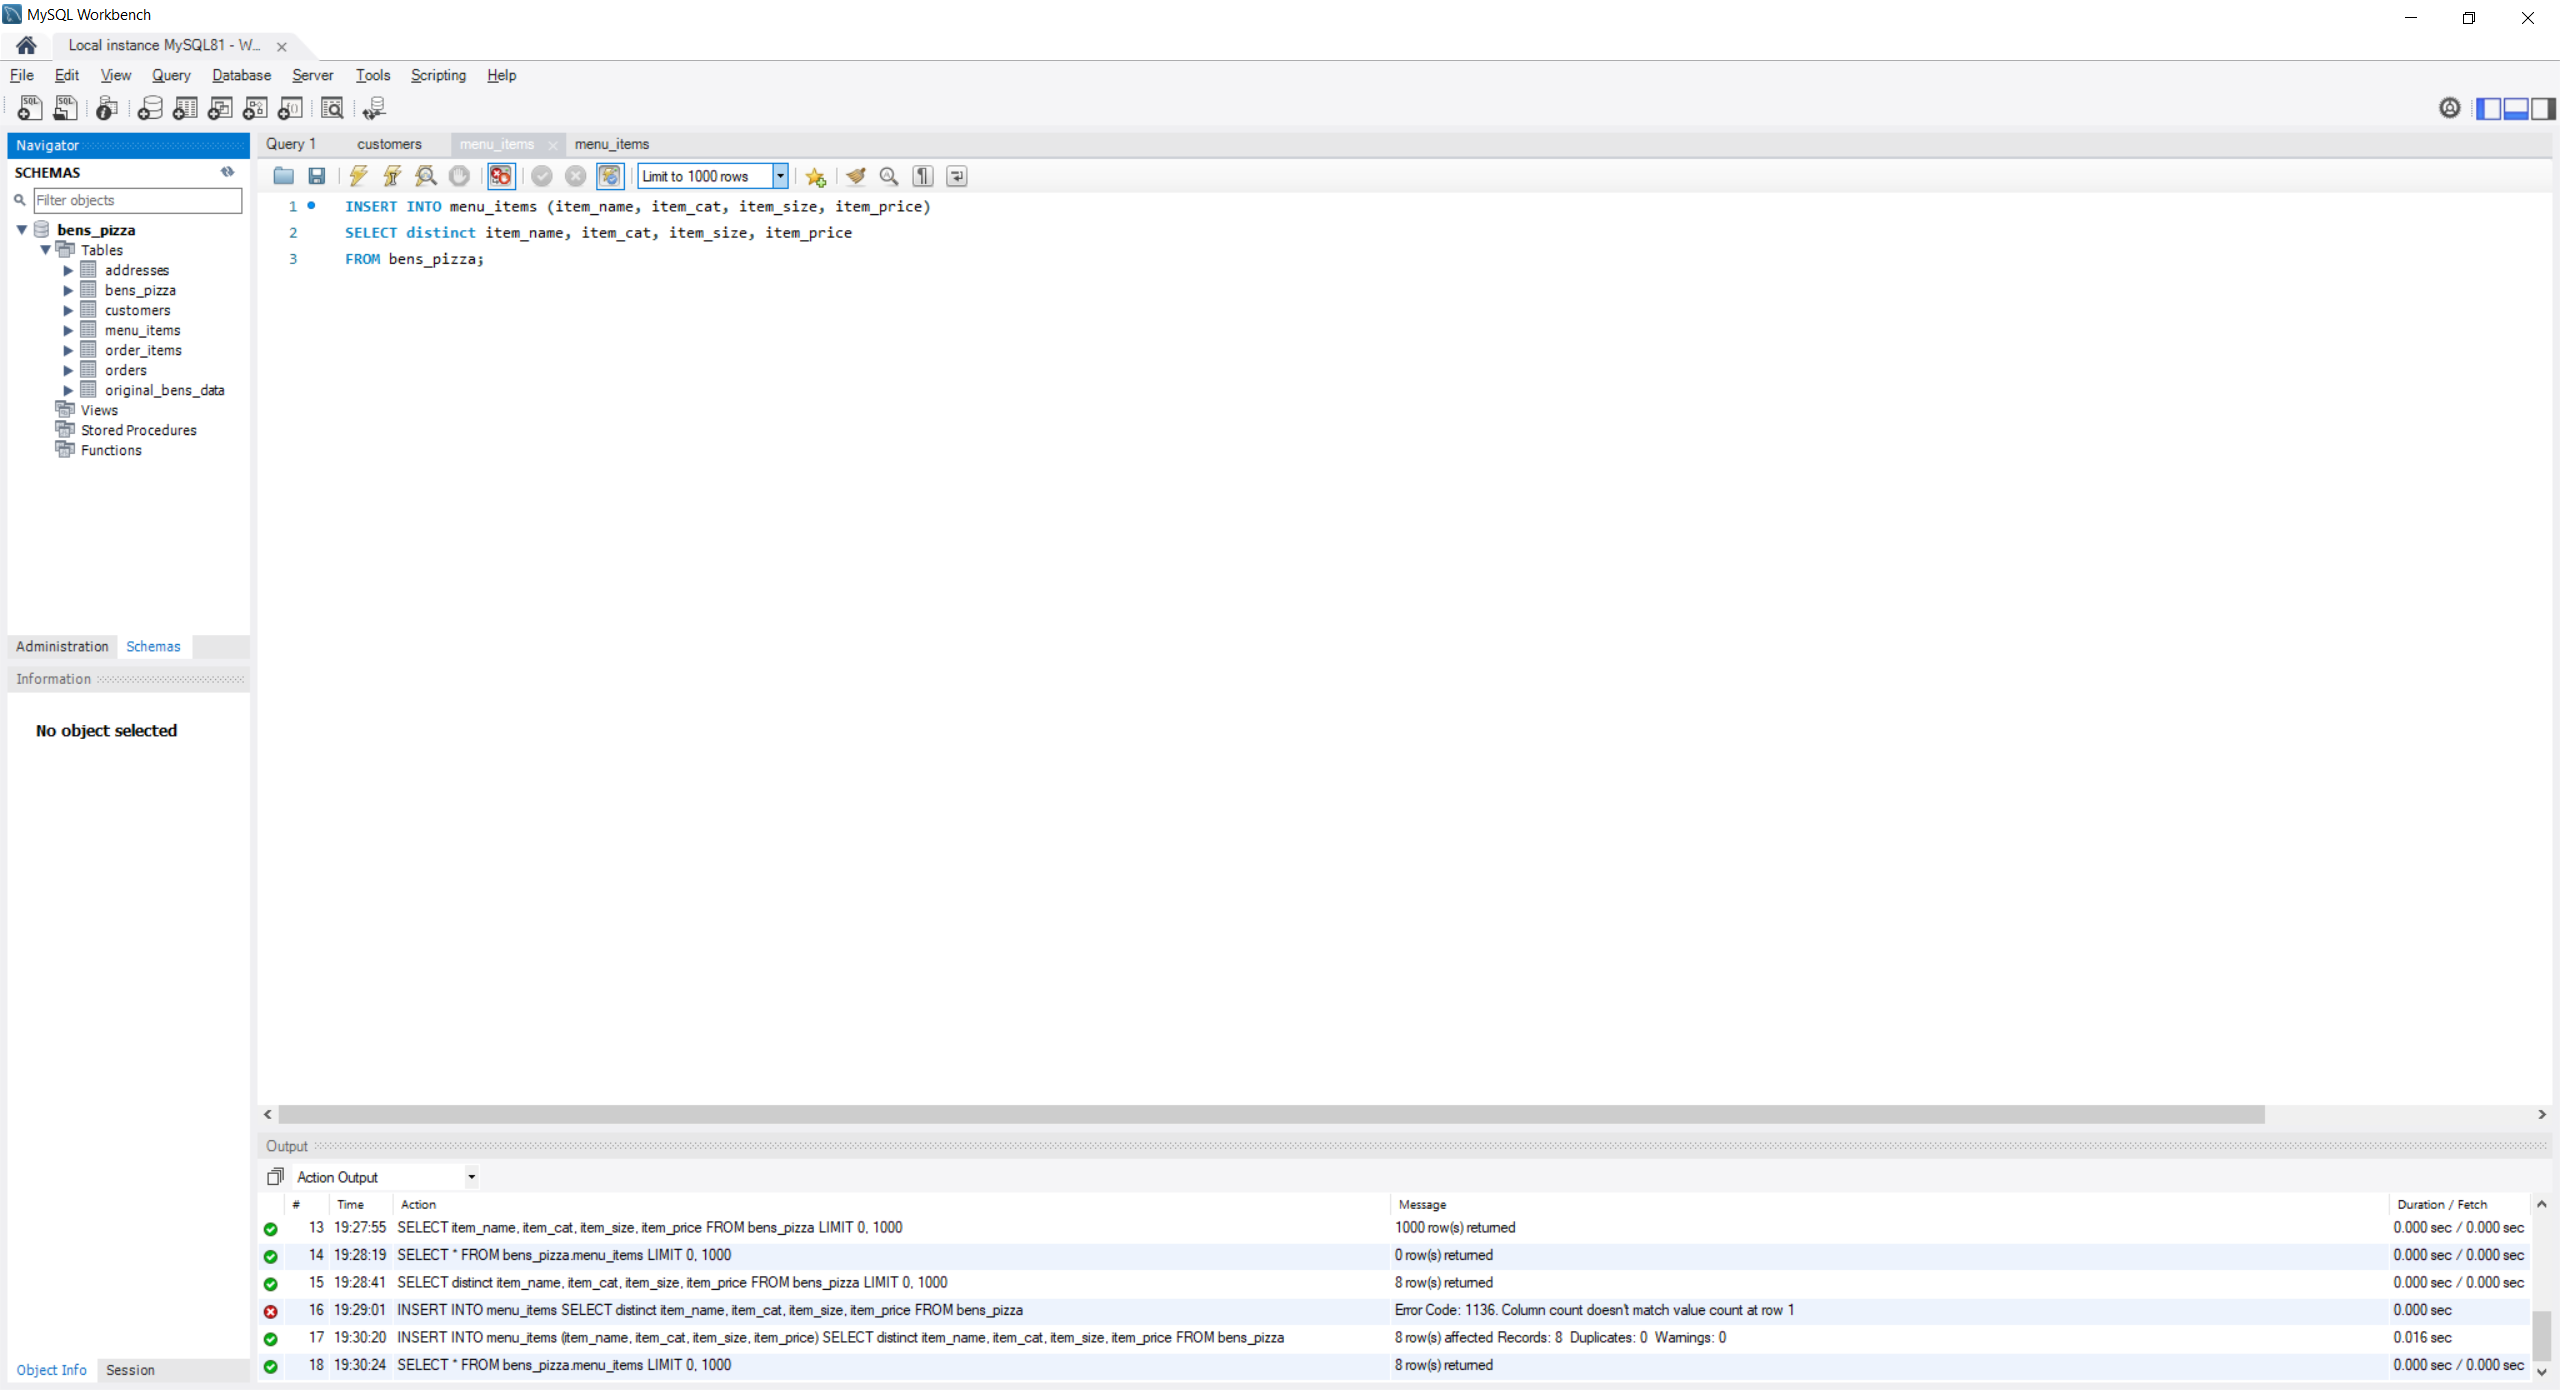 MySQL Workbench
Local instance MySQL81 - W...
File Edit View Query Database Server Tools Scripting Help
Navigator
SCHEMAS
Filter objects
bens_pizza
Tables
addresses
bens_pizza
customers
menu_items
order_items
orders
original_bens_data
Views
Stored Procedures
Functions
Administration Schemas
Information
No object selected
Object Info Session
Query 1 customers menu_items menu_items
Limit to 1000 rows
1 INSERT INTO menu_items (item_name, item_cat, item_size, item_price)
2 SELECT distinct item_name, item_cat, item_size, item_price
3 FROM bens_pizza;
Output
Action Output
# Time Action Message Duration / Fetch
13 19:27:55 SELECT item_name, item_cat, item_size, item_price FROM bens_pizza LIMIT 0, 1000 1000 row(s) returned 0.000 sec / 0.000 sec
14 19:28:19 SELECT * FROM bens_pizza.menu_items LIMIT 0, 1000 0 row(s) returned 0.000 sec / 0.000 sec
15 19:28:41 SELECT distinct item_name, item_cat, item_size, item_price FROM bens_pizza LIMIT 0, 1000 8 row(s) returned 0.000 sec / 0.000 sec
16 19:29:01 INSERT INTO menu_items SELECT distinct item_name, item_cat, item_size, item_price FROM bens_pizza Error Code: 1136. Column count doesn't match value count at row 1 0.000 sec
17 19:30:20 INSERT INTO menu_items (item_name, item_cat, item_size, item_price) SELECT distinct item_name, item_cat, item_size, item_price FROM bens_pizza 8 row(s) affected Records: 8 Duplicates: 0 Warnings: 0 0.016 sec
18 19:30:24 SELECT * FROM bens_pizza.menu_items LIMIT 0, 1000 8 row(s) returned 0.000 sec / 0.000 sec